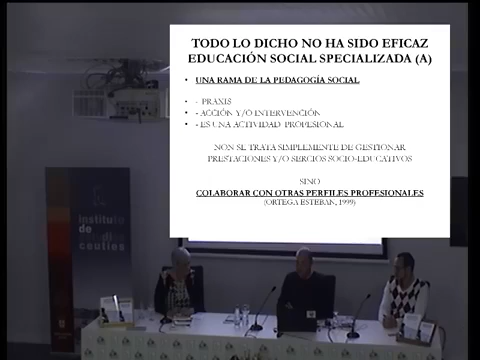 TODO LO DICHO NO HA SIDO EFICAZ
EDUCACIÓN SOCIAL SPECIALIZADA (A)
• UNA RAMA DE LA PEDAGOGÍA SOCIAL
• - PRAXIS
• - ACCIÓN Y/O INTERVENCIÓN
• - ES UNA ACTIVIDAD PROFESIONAL
NON SE TRATA SIMPLEMENTE DE GESTIONAR
PRESTACIONES Y/O SERCIOS SOCIO-EDUCATIVOS
SINO
COLABORAR CON OTRAS PERFILES PROFESIONALES
(ORTEGA ESTEBAN, 1999)
instituto
de
ceutíes